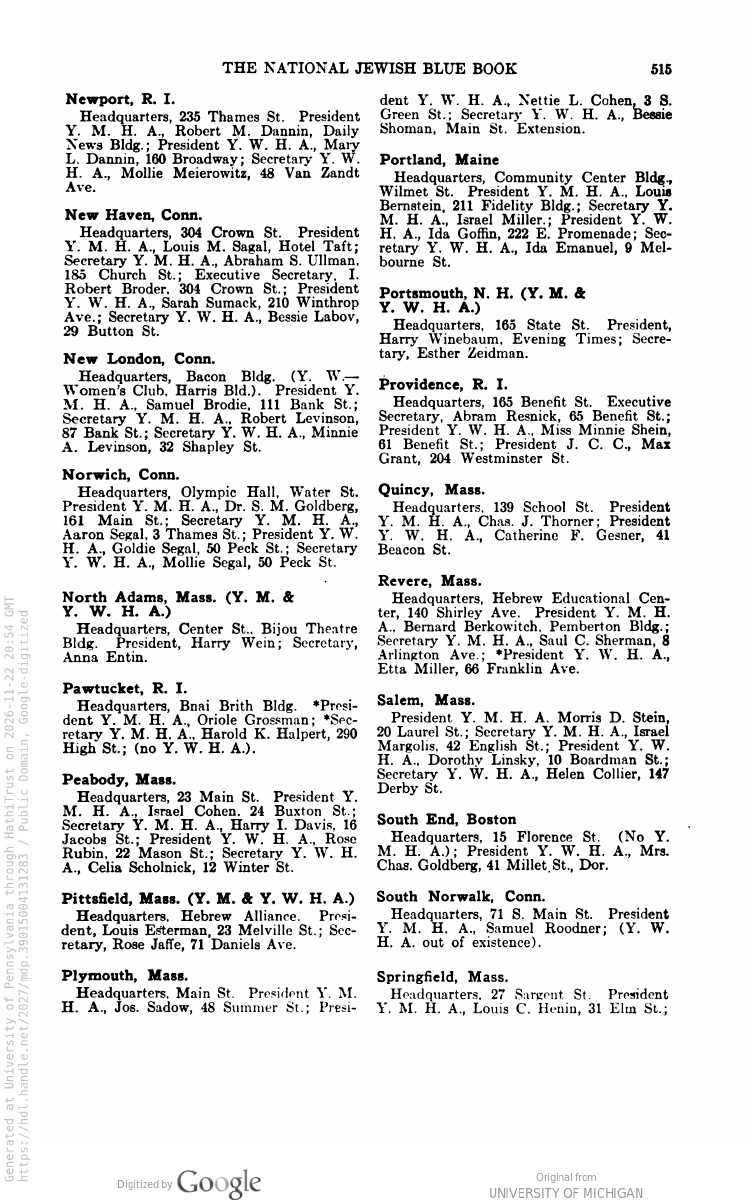 THE NATIONAL JEWISH BLUE BOOK 515
Newport, R. I.
Headquarters, 235 Thames St. President
Y. M. H. A., Robert M. Dannin, Daily
News Bldg.; President Y. W. H. A., Mary
L. Dannin, 160 Broadway; Secretary Y. W.
H. A., Mollie Meierowitz, 48 Van Zandt
Ave.
New Haven, Conn.
Headquarters, 304 Crown St. President
Y. M. H. A., Louis M. Sagal, Hotel Taft;
Secretary Y. M. H. A., Abraham S. Ullman,
185 Church St.; Executive Secretary, I.
Robert Broder, 304 Crown St.; President
Y. W. H. A., Sarah Sumack, 210 Winthrop
Ave.; Secretary Y. W. H. A., Bessie Labov,
29 Button St.
New London, Conn.
Headquarters, Bacon Bldg. (Y. W.—
Women's Club, Harris Bld.). President Y.
M. H. A., Samuel Brodie, 111 Bank St.;
Secretary Y. M. H. A., Robert Levinson,
87 Bank St.; Secretary Y. W. H. A., Minnie
A. Levinson, 32 Shapley St.
Norwich, Conn.
Headquarters, Olympic Hall, Water St.
President Y. M. H. A., Dr. S. M. Goldberg,
161 Main St.; Secretary Y. M. H. A.,
Aaron Segal, 3 Thames St.; President Y. W.
H. A., Goldie Segal, 50 Peck St.; Secretary
Y. W. H. A., Mollie Segal, 50 Peck St.
North Adams, Mass. (Y. M. &
Y. W. H. A.)
Headquarters, Center St., Bijou Theatre
Bldg. President, Harry Wein; Secretary,
Anna Entin.
Pawtucket, R. I.
Headquarters, Bnai Brith Bldg. *Presi-
dent Y. M. H. A., Oriole Grossman; *Sec-
retary Y. M. H. A., Harold K. Halpert, 290
High St.; (no Y. W. H. A.).
Peabody, Mass.
Headquarters, 23 Main St. President Y.
M. H. A., Israel Cohen, 24 Buxton St.;
Secretary Y. M. H. A., Harry I. Davis, 16
Jacobs St.; President Y. W. H. A., Rose
Rubin, 22 Mason St.; Secretary Y. W. H.
A., Celia Scholnick, 12 Winter St.
Pittsfield, Mass. (Y. M. & Y. W. H. A.)
Headquarters, Hebrew Alliance. Presi-
dent, Louis Esterman, 23 Melville St.; Sec-
retary, Rose Jaffe, 71 Daniels Ave.
Plymouth, Mass.
Headquarters, Main St. President Y. M.
H. A., Jos. Sadow, 48 Summer St.; Presi-
dent Y. W. H. A., Nettie L. Cohen, 3 S.
Green St.; Secretary Y. W. H. A., Bessie
Shoman, Main St. Extension.
Portland, Maine
Headquarters, Community Center Bldg.,
Wilmet St. President Y. M. H. A., Louis
Bernstein, 211 Fidelity Bldg.; Secretary Y.
M. H. A., Israel Miller.; President Y. W.
H. A., Ida Goffin, 222 E. Promenade; Sec-
retary Y. W. H. A., Ida Emanuel, 9 Mel-
bourne St.
Portsmouth, N. H. (Y. M. &
Y. W. H. A.)
Headquarters, 165 State St. President,
Harry Winebaum, Evening Times; Secre-
tary, Esther Zeidman.
Providence, R. I.
Headquarters, 165 Benefit St. Executive
Secretary, Abram Resnick, 65 Benefit St.;
President Y. W. H. A., Miss Minnie Shein,
61 Benefit St.; President J. C. C., Max
Grant, 204 Westminster St.
Quincy, Mass.
Headquarters, 139 School St. President
Y. M. H. A., Chas. J. Thorner; President
Y. W. H. A., Catherine F. Gesner, 41
Beacon St.
Revere, Mass.
Headquarters, Hebrew Educational Cen-
ter, 140 Shirley Ave. President Y. M. H.
A., Bernard Berkowitch, Pemberton Bldg.;
Secretary Y. M. H. A., Saul C. Sherman, 8
Arlington Ave.; *President Y. W. H. A.,
Etta Miller, 66 Franklin Ave.
Salem, Mass.
President Y. M. H. A. Morris D. Stein,
20 Laurel St.; Secretary Y. M. H. A., Israel
Margolis, 42 English St.; President Y. W.
H. A., Dorothy Linsky, 10 Boardman St.;
Secretary Y. W. H. A., Helen Collier, 147
Derby St.
South End, Boston
Headquarters, 15 Florence St. (No Y.
M. H. A.); President Y. W. H. A., Mrs.
Chas. Goldberg, 41 Millet St., Dor.
South Norwalk, Conn.
Headquarters, 71 S. Main St. President
Y. M. H. A., Samuel Roodner; (Y. W.
H. A. out of existence).
Springfield, Mass.
Headquarters, 27 Sargent St. President
Y. M. H. A., Louis C. Henin, 31 Elm St.;
Generated at University of Pennsylvania through HathiTrust on 2026-11-22 20:54 GMT
https://hdl.handle.net/2027/mdp.39015004131283 / Public Domain, Google-digitized
Digitized by Google
Original from
UNIVERSITY OF MICHIGAN